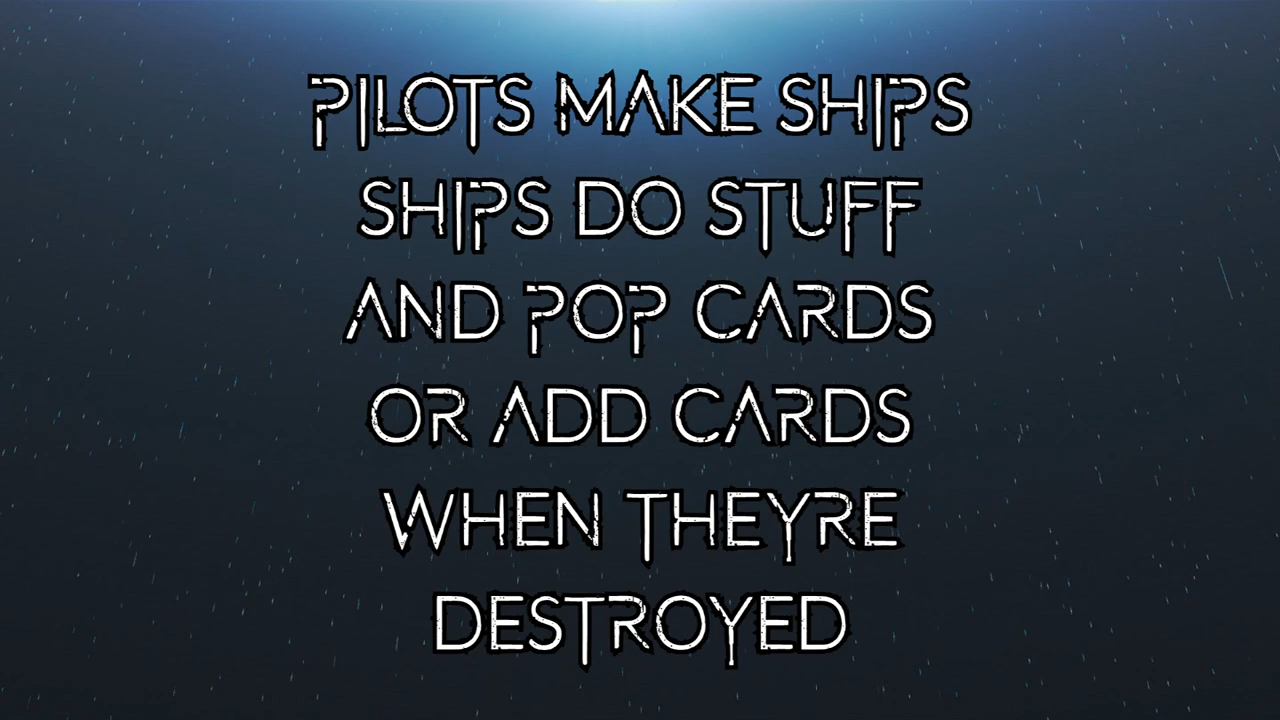 PILOTS MAKE SHIPS
SHIPS DO STUFF
AND POP CARDS
OR ADD CARDS
WHEN THEYRE
DESTROYED